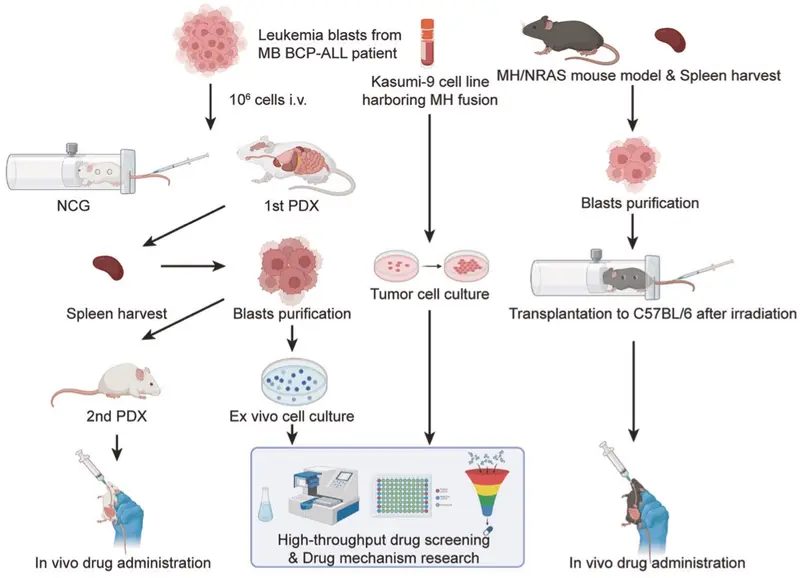 Leukemia blasts from
MB BCP-ALL patient
Kasumi-9 cell line
harboring MH fusion
MH/NRAS mouse model & Spleen harvest
10⁶ cells i.v.
NCG
1st PDX
Blasts purification
Spleen harvest
Blasts purification
Tumor cell culture
Transplantation to C57BL/6 after irradiation
2nd PDX
Ex vivo cell culture
High-throughput drug screening
& Drug mechanism research
In vivo drug administration
In vivo drug administration